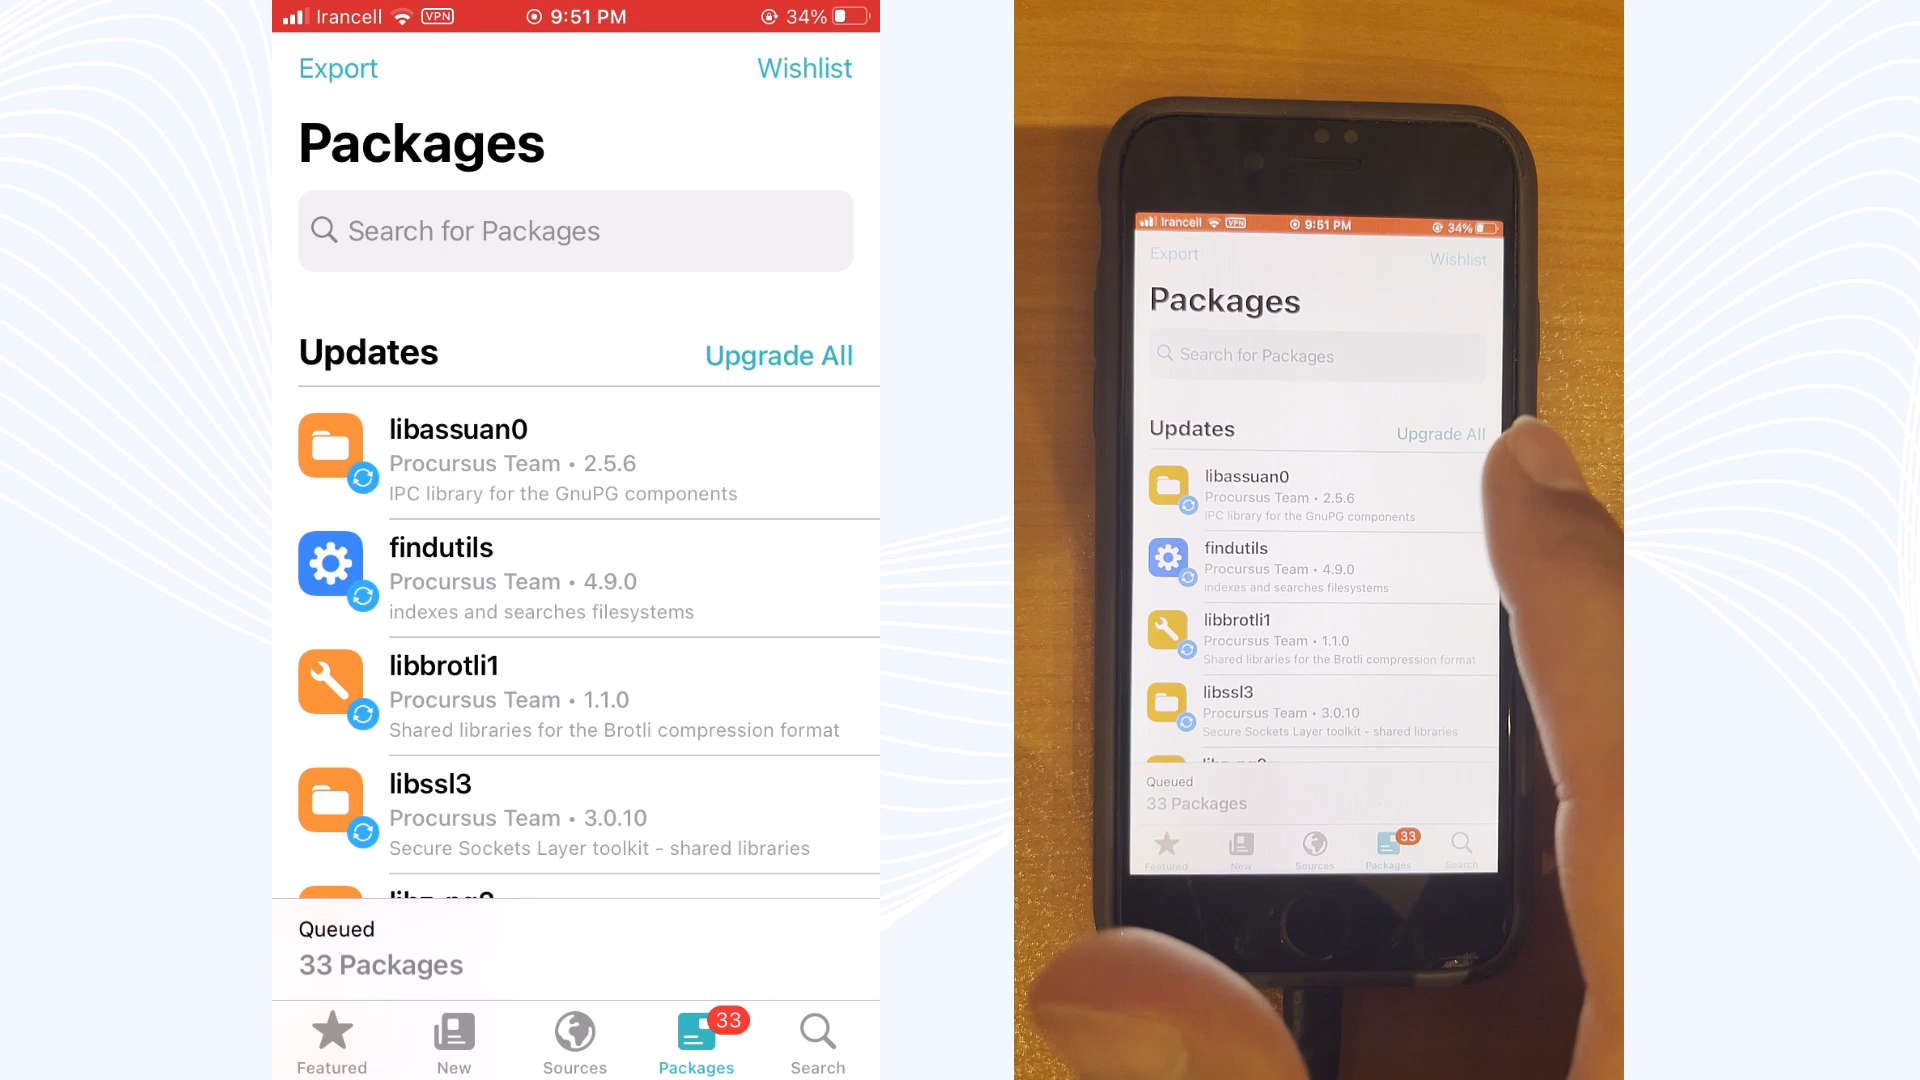 Irancell VPN 9:51 PM 34%
Export Wishlist
Packages
Search for Packages
Updates Upgrade All
libassuan0
Procursus Team • 2.5.6
IPC library for the GnuPG components
findutils
Procursus Team • 4.9.0
indexes and searches filesystems
libbrotli1
Procursus Team • 1.1.0
Shared libraries for the Brotli compression format
libssl3
Procursus Team • 3.0.10
Secure Sockets Layer toolkit - shared libraries
Queued
33 Packages
33
Featured New Sources Packages Search
Irancell VPN 9:51 PM 34%
Export Wishlist
Packages
Search for Packages
Updates Upgrade All
libassuan0
Procursus Team • 2.5.6
IPC library for the GnuPG components
findutils
Procursus Team • 4.9.0
indexes and searches filesystems
libbrotli1
Procursus Team • 1.1.0
Shared libraries for the Brotli compression format
libssl3
Procursus Team • 3.0.10
Secure Sockets Layer toolkit - shared libraries
Queued
33 Packages
33
Featured New Sources Packages Search